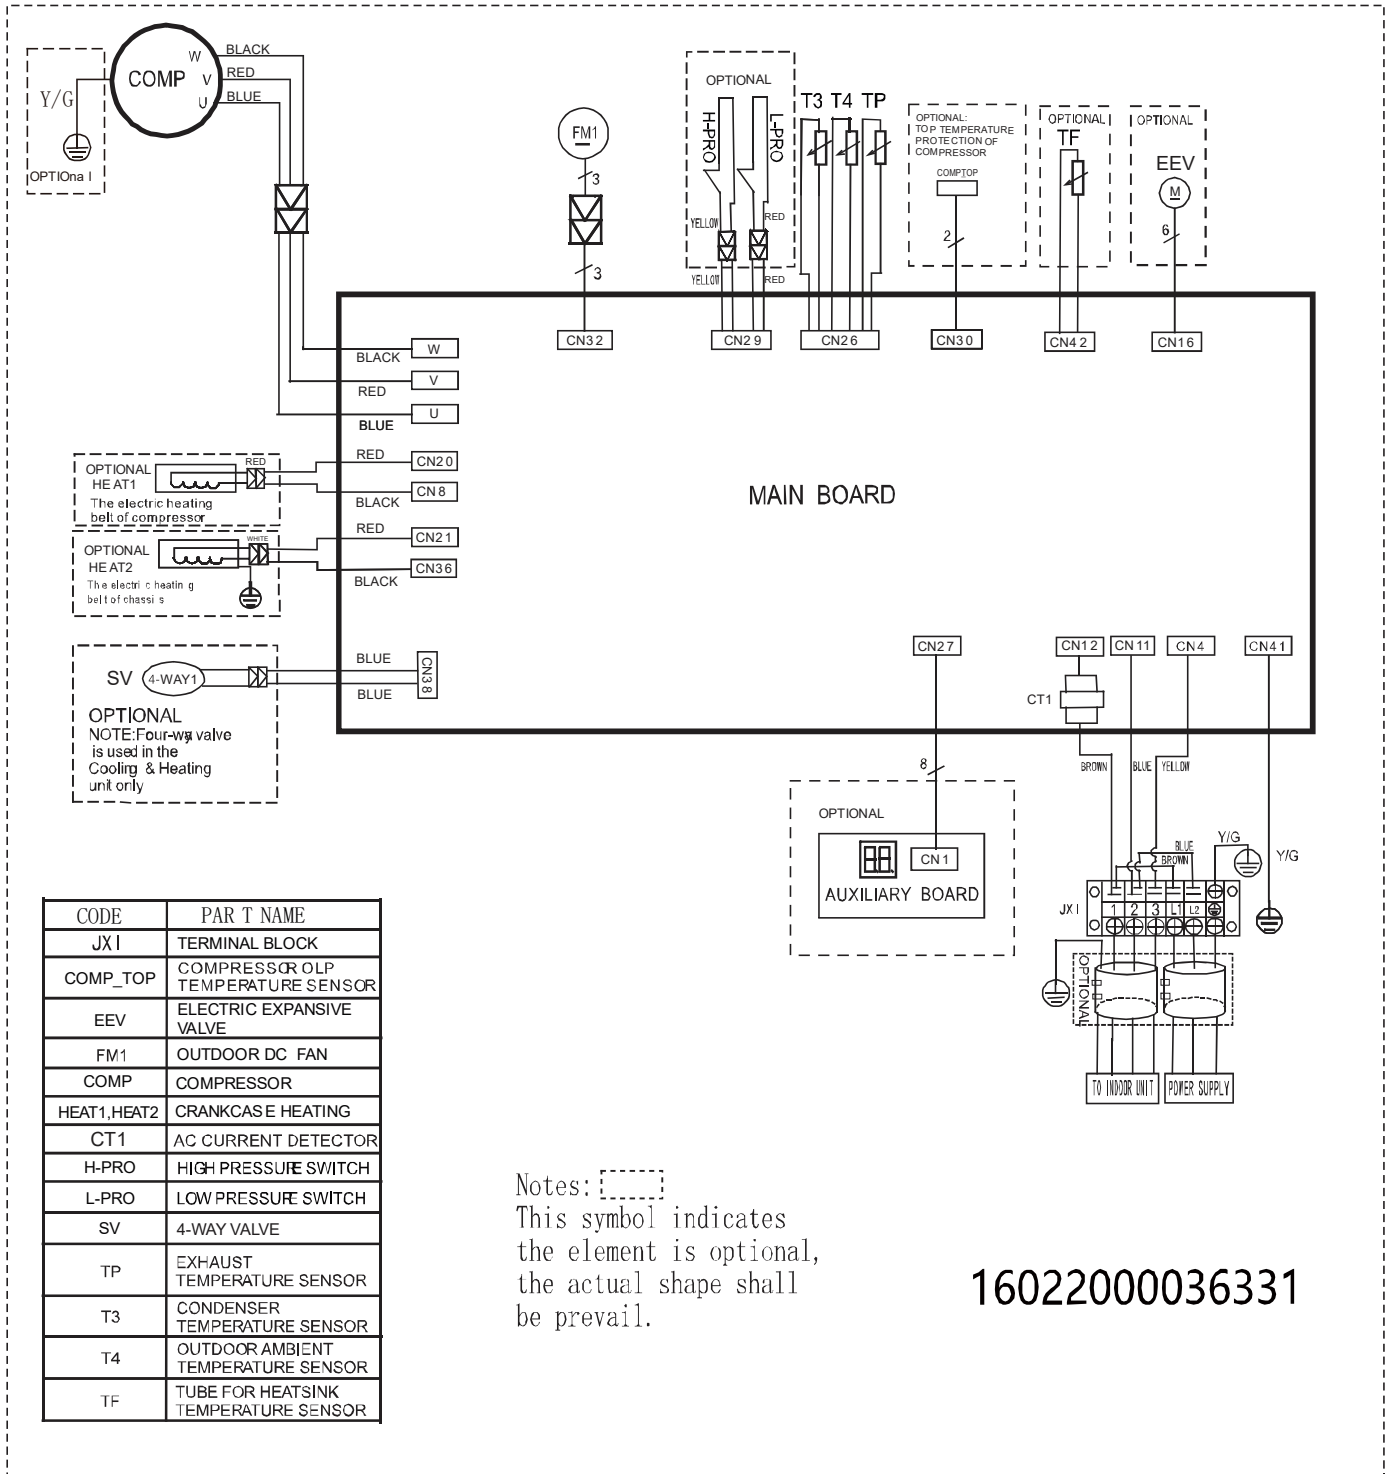 W
BLACK
V
RED
U
BLUE
COMP
Y/G
OPTIOna l
FM1
3
3
OPTIONAL
H-PRO
L-PRO
YELLOW
RED
YELLOW
RED
T3 T4 TP
OPTIONAL:
TOP TEMPERATURE
PROTECTION OF
COMPRESSOR
COMPTOP
2
OPTIONAL
TF
OPTIONAL
EEV
M
6
CN32
CN29
CN26
CN30
CN42
CN16
BLACK
W
RED
V
BLUE
U
OPTIONAL
HEAT1
RED
The electric heating
belt of compressor
RED
CN20
BLACK
CN8
OPTIONAL
HEAT2
WHITE
The electric heating
belt of chassis
RED
CN21
BLACK
CN36
MAIN BOARD
SV
4-WAY1
OPTIONAL
NOTE:Four-wa valve
is used in the
Cooling & Heating
unit only
BLUE
BLUE
CN38
CN27
CN12
CN11
CN4
CN41
CT1
8
BROWN
BLUE
YELLOW
Y/G
OPTIONAL
CN1
AUXILIARY BOARD
BLUE
BROWN
Y/G
JX1
1 2 3 L1 L2
OPTIONAL
TO INDOOR UNIT
POWER SUPPLY
CODE PAR T NAME
JX1 TERMINAL BLOCK
COMP_TOP COMPRESSOR OLP
TEMPERATURE SENSOR
EEV ELECTRIC EXPANSIVE
VALVE
FM1 OUTDOOR DC FAN
COMP COMPRESSOR
HEAT1,HEAT2 CRANKCASE HEATING
CT1 AC CURRENT DETECTOR
H-PRO HIGH PRESSURE SWITCH
L-PRO LOW PRESSURE SWITCH
SV 4-WAY VALVE
TP EXHAUST
TEMPERATURE SENSOR
T3 CONDENSER
TEMPERATURE SENSOR
T4 OUTDOOR AMBIENT
TEMPERATURE SENSOR
TF TUBE FOR HEATSINK
TEMPERATURE SENSOR
Notes:
This symbol indicates
the element is optional,
the actual shape shall
be prevail.
16022000036331